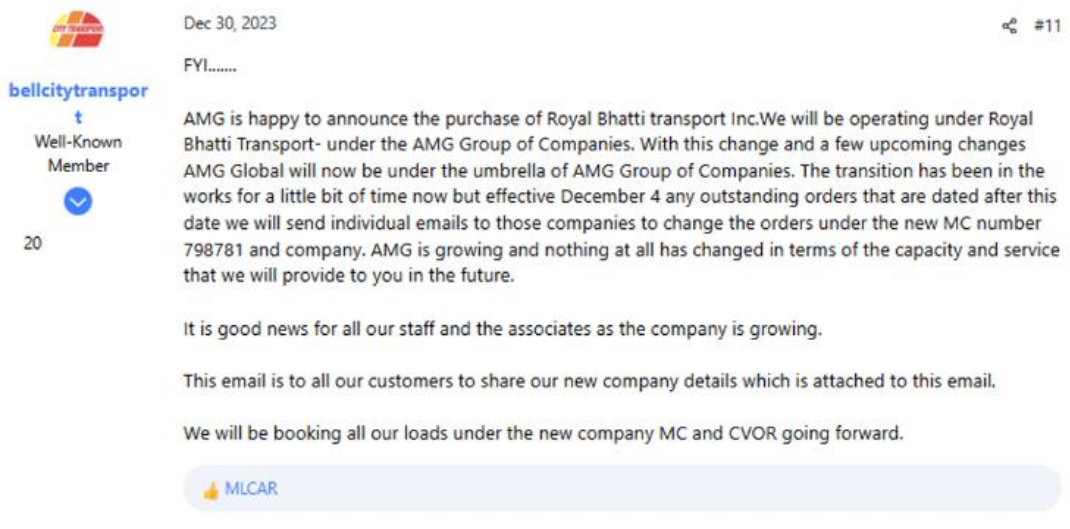 CITY TRANSPORT
Dec 30, 2023
#11
bellcitytranspor
t
Well-Known
Member
20
FYI.......
AMG is happy to announce the purchase of Royal Bhatti transport Inc.We will be operating under Royal
Bhatti Transport- under the AMG Group of Companies. With this change and a few upcoming changes
AMG Global will now be under the umbrella of AMG Group of Companies. The transition has been in the
works for a little bit of time now but effective December 4 any outstanding orders that are dated after this
date we will send individual emails to those companies to change the orders under the new MC number
798781 and company. AMG is growing and nothing at all has changed in terms of the capacity and service
that we will provide to you in the future.
It is good news for all our staff and the associates as the company is growing.
This email is to all our customers to share our new company details which is attached to this email.
We will be booking all our loads under the new company MC and CVOR going forward.
MLCAR